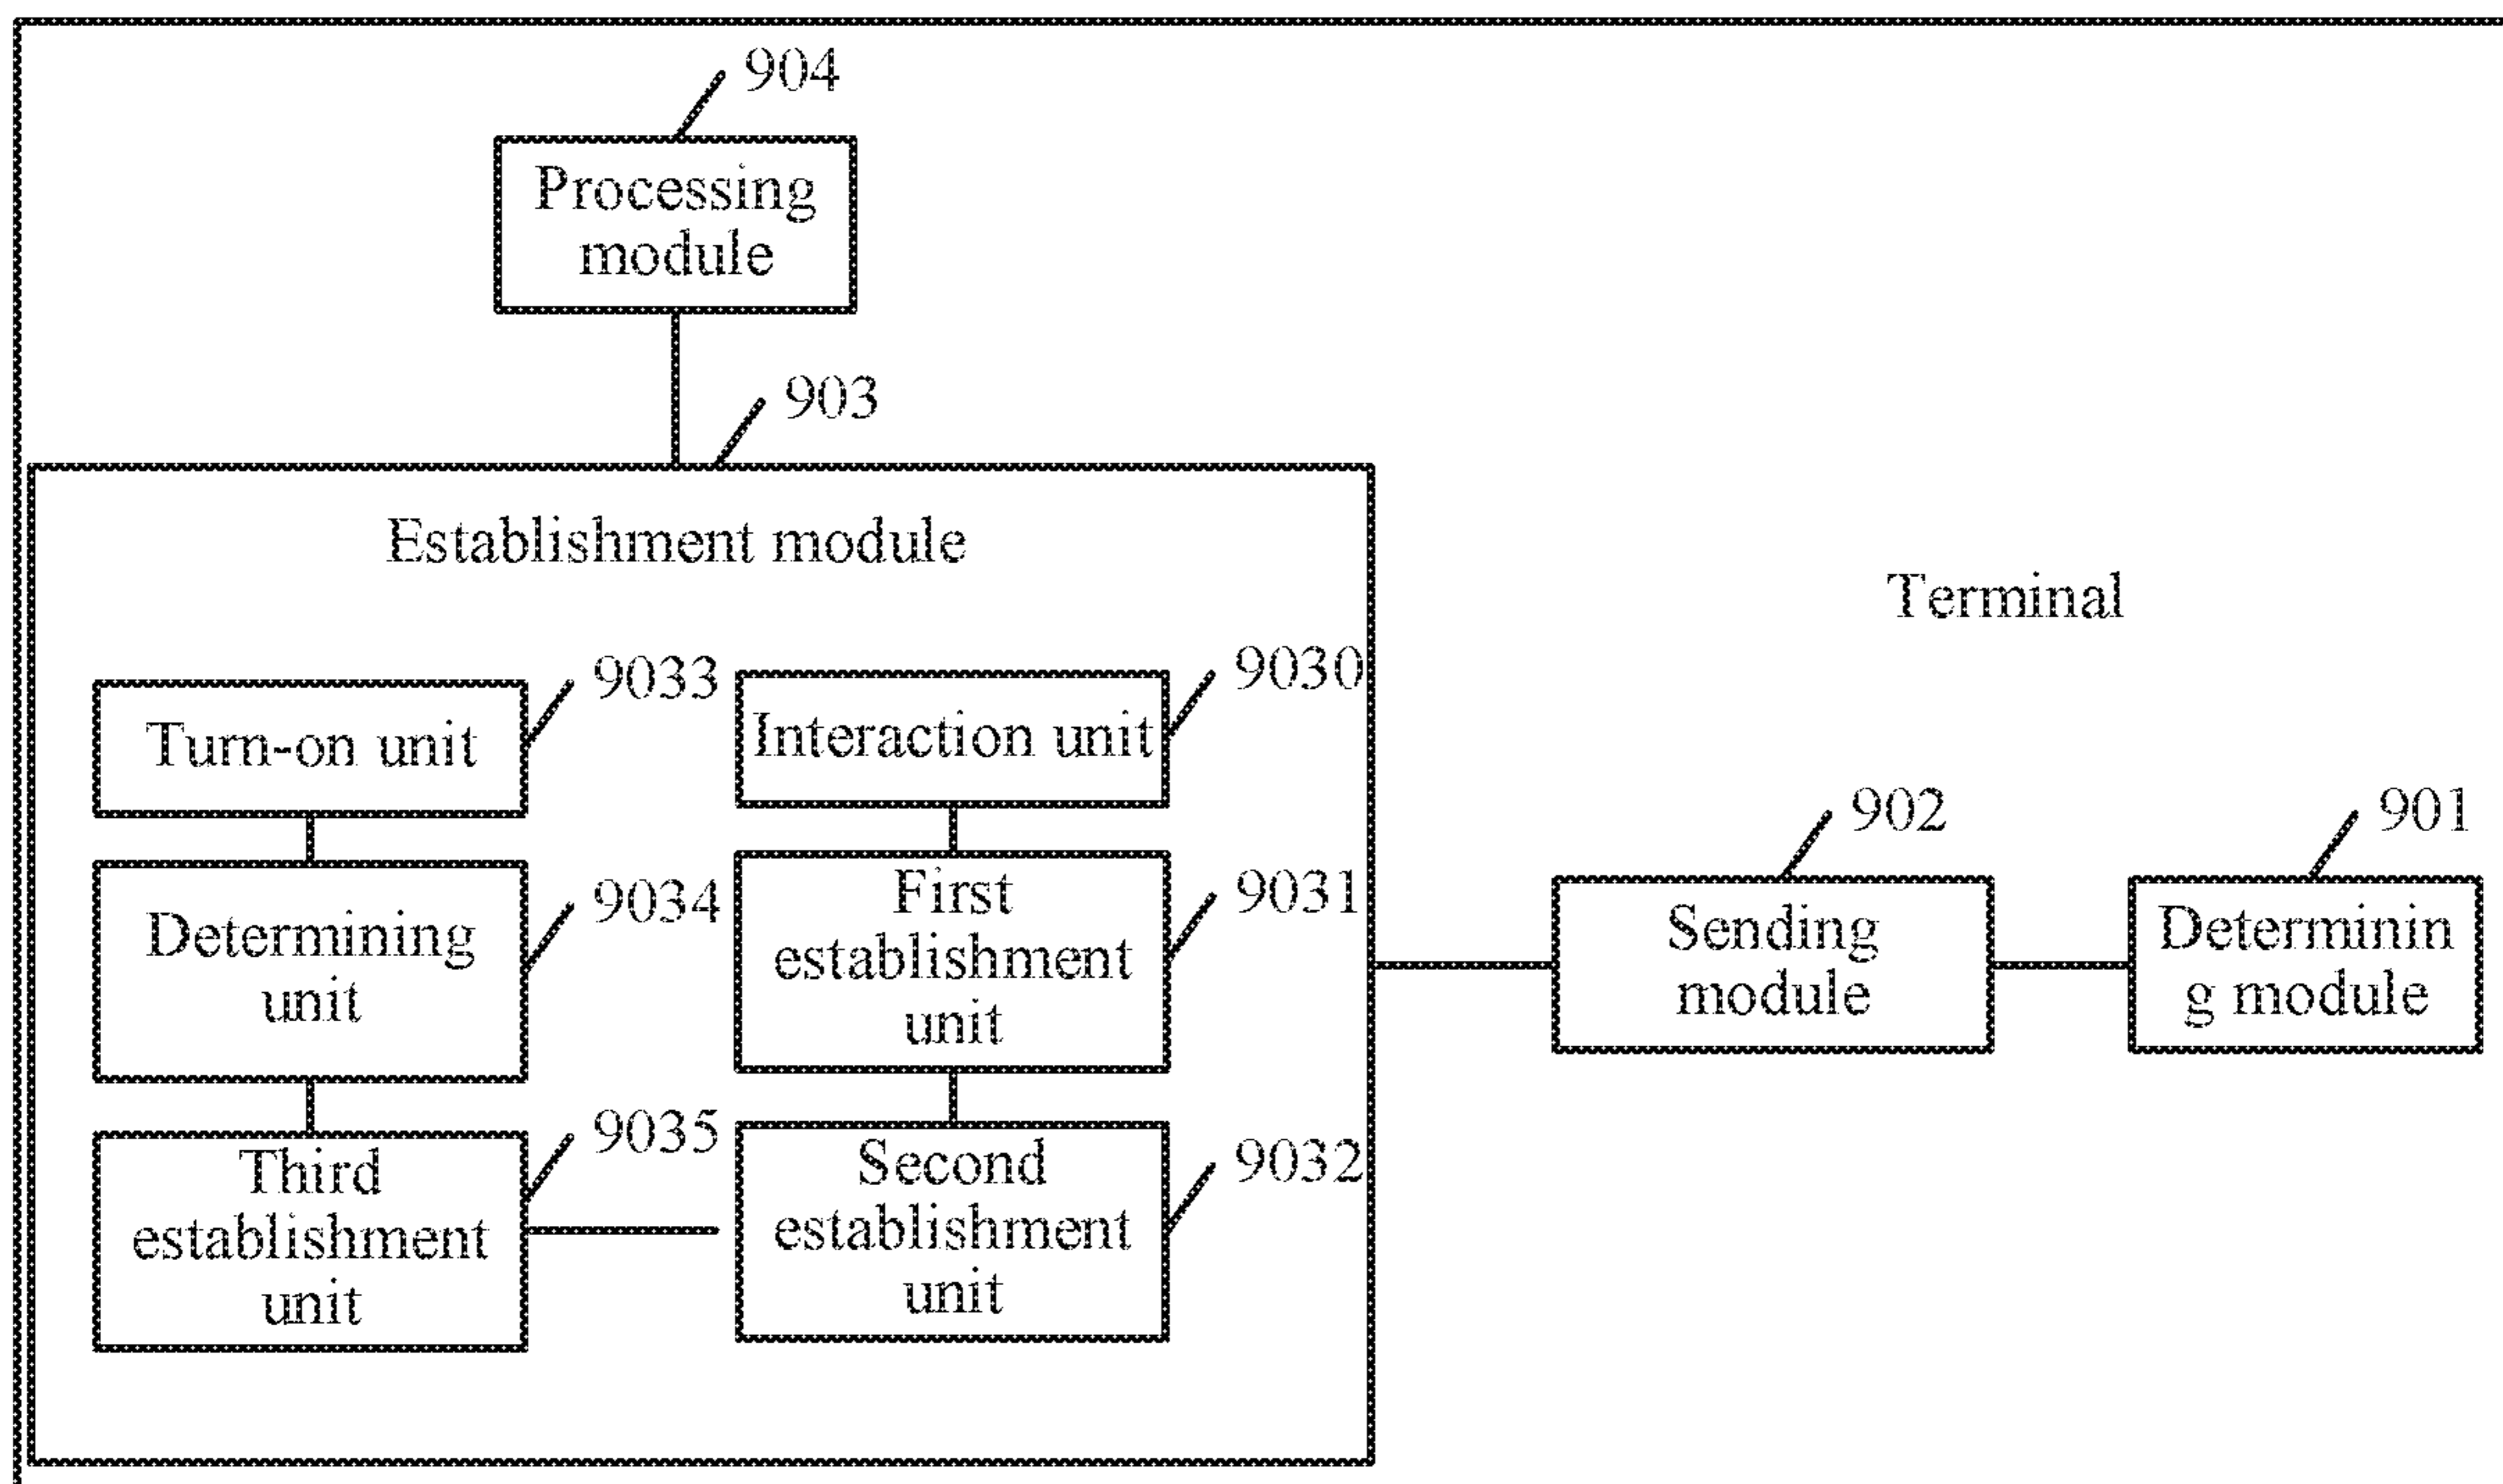 904
Processing
module
903
Establishment module
Terminal
9033
9030
Turn-on unit
Interaction unit
902
901
9034
9031
Determining
unit
First
establishment
unit
Sending
module
Determinin
g module
9035
9032
Third
establishment
unit
Second
establishment
unit